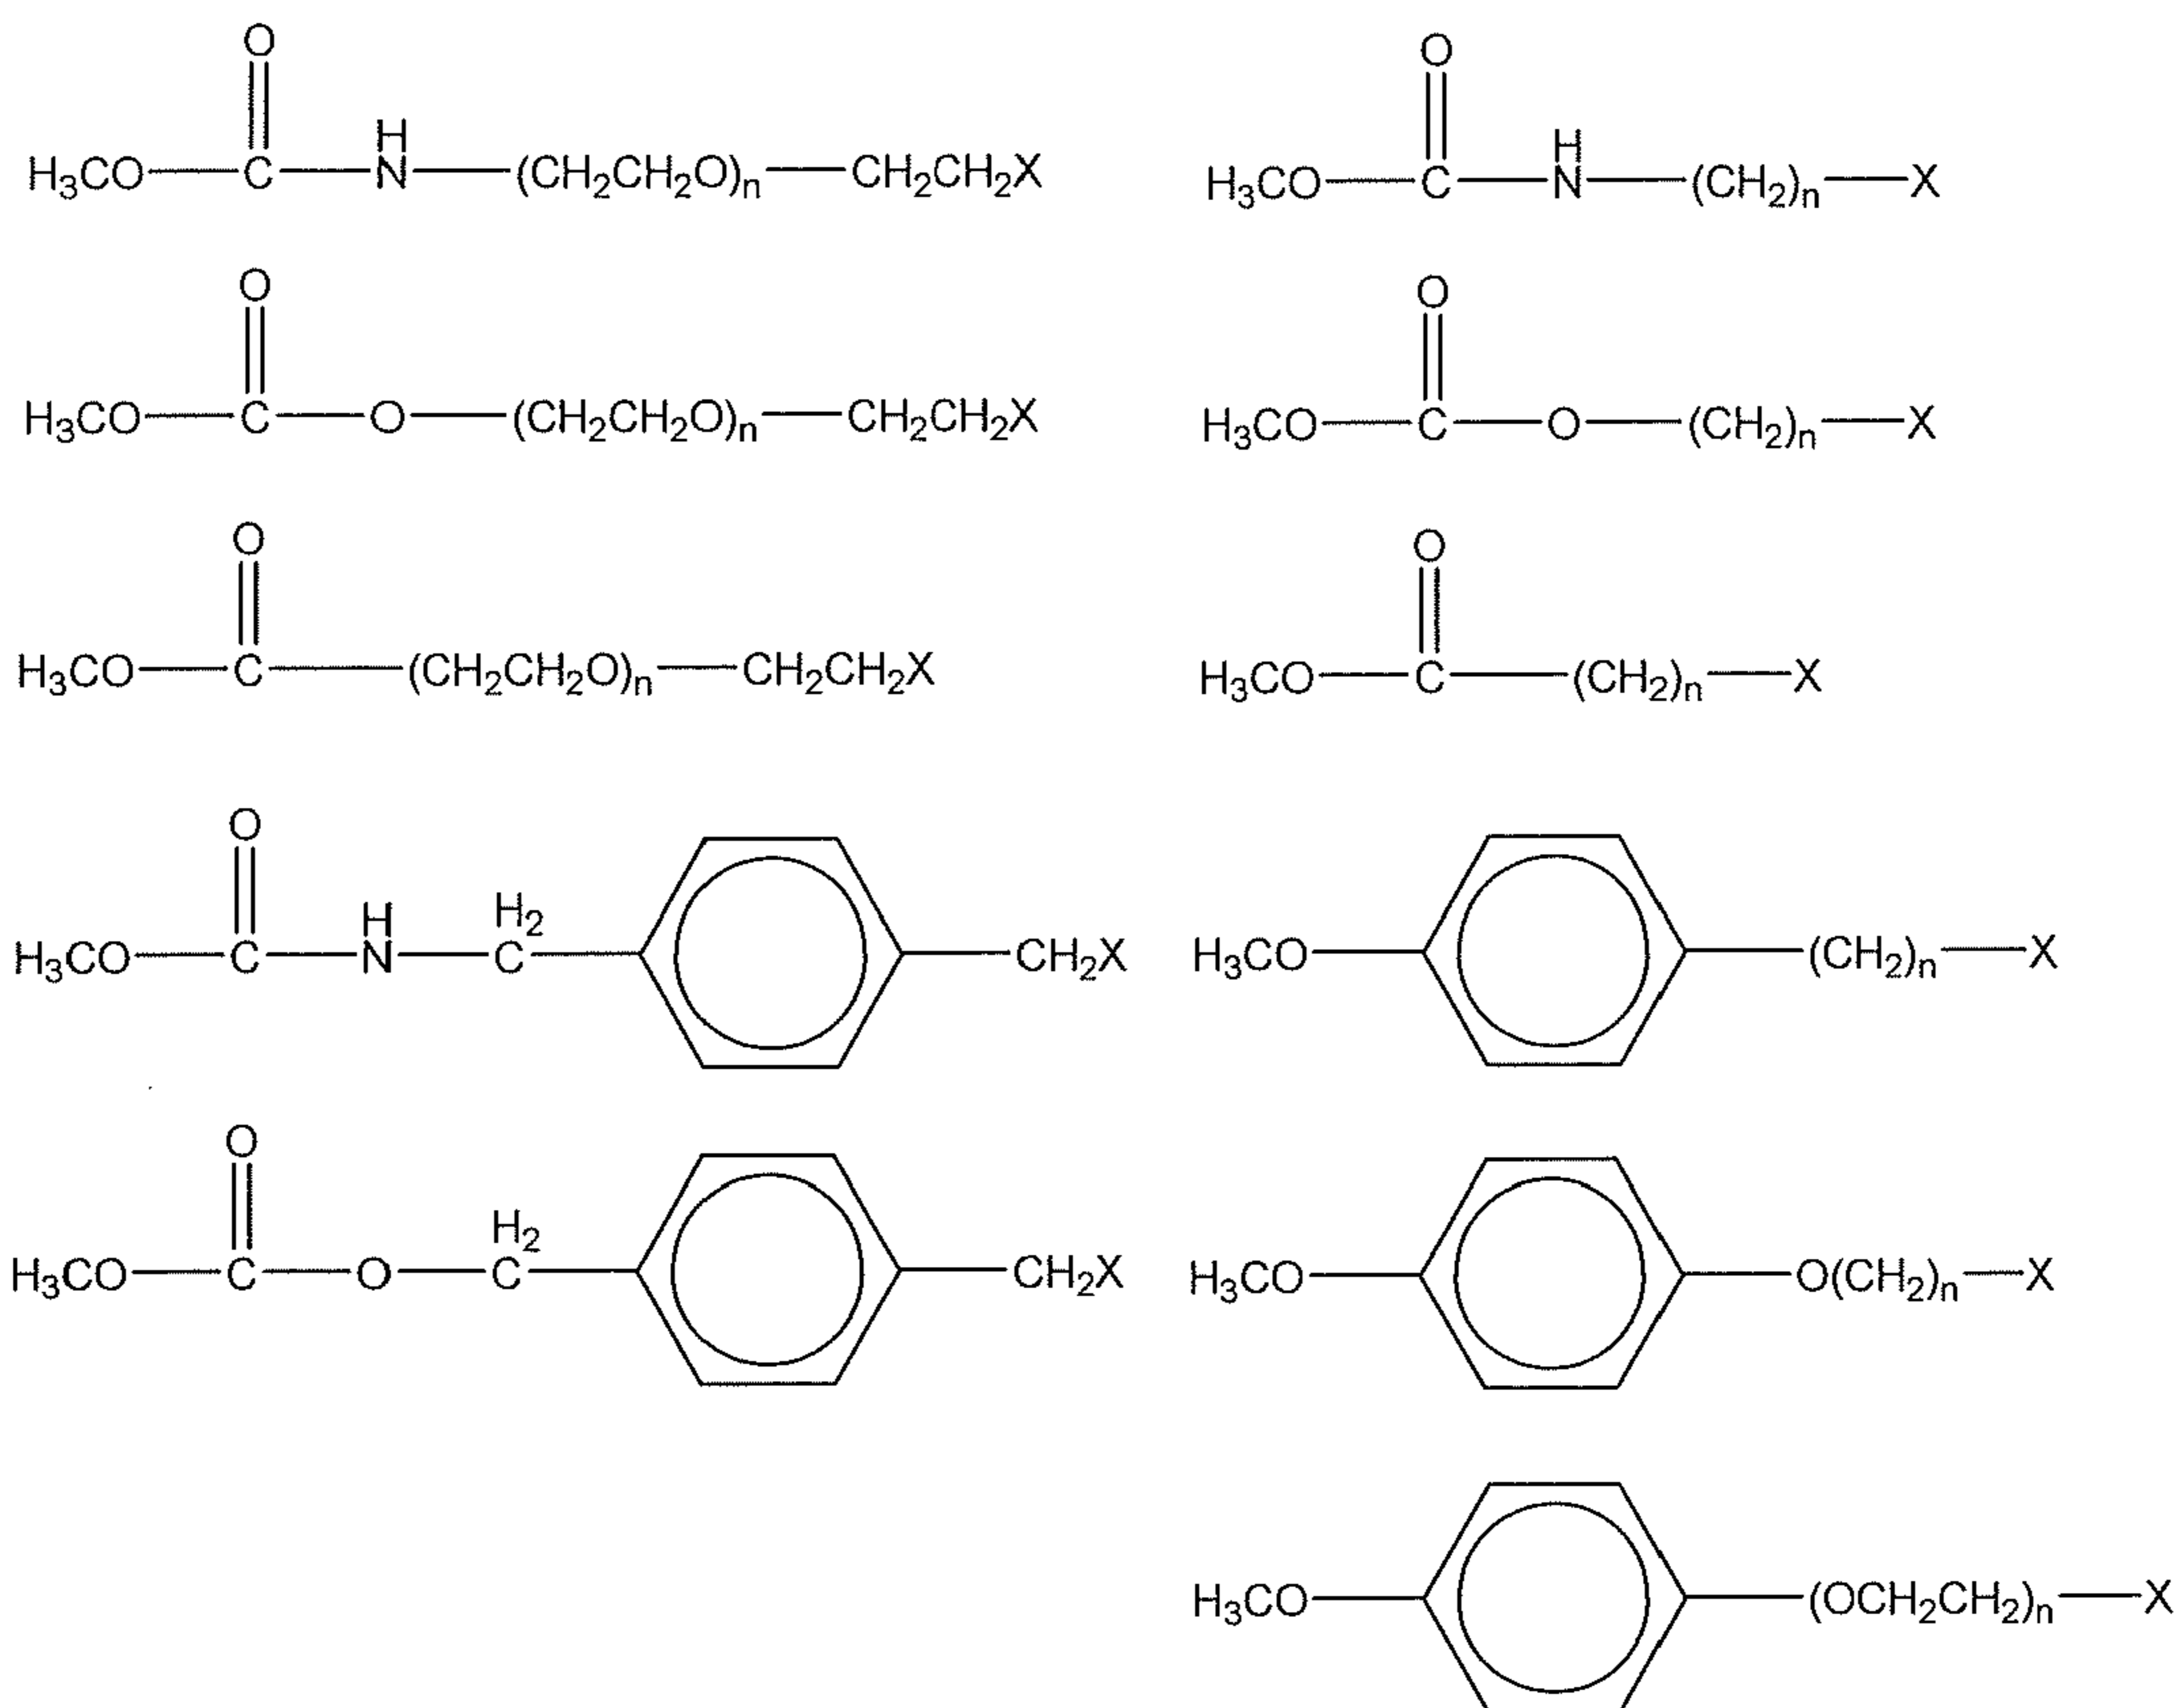 O
H₃CO—C—N—(CH₂CH₂O)ₙ—CH₂CH₂X
H
O
H₃CO—C—N—(CH₂)ₙ—X
H
O
H₃CO—C—O—(CH₂CH₂O)ₙ—CH₂CH₂X
O
H₃CO—C—O—(CH₂)ₙ—X
O
H₃CO—C—(CH₂CH₂O)ₙ—CH₂CH₂X
O
H₃CO—C—(CH₂)ₙ—X
O
H H₂
H₃CO—C—N—C— —CH₂X
H₃CO— —(CH₂)ₙ—X
O
H₂
H₃CO—C—O—C— —CH₂X
H₃CO— —O(CH₂)ₙ—X
H₃CO— —(OCH₂CH₂)ₙ—X